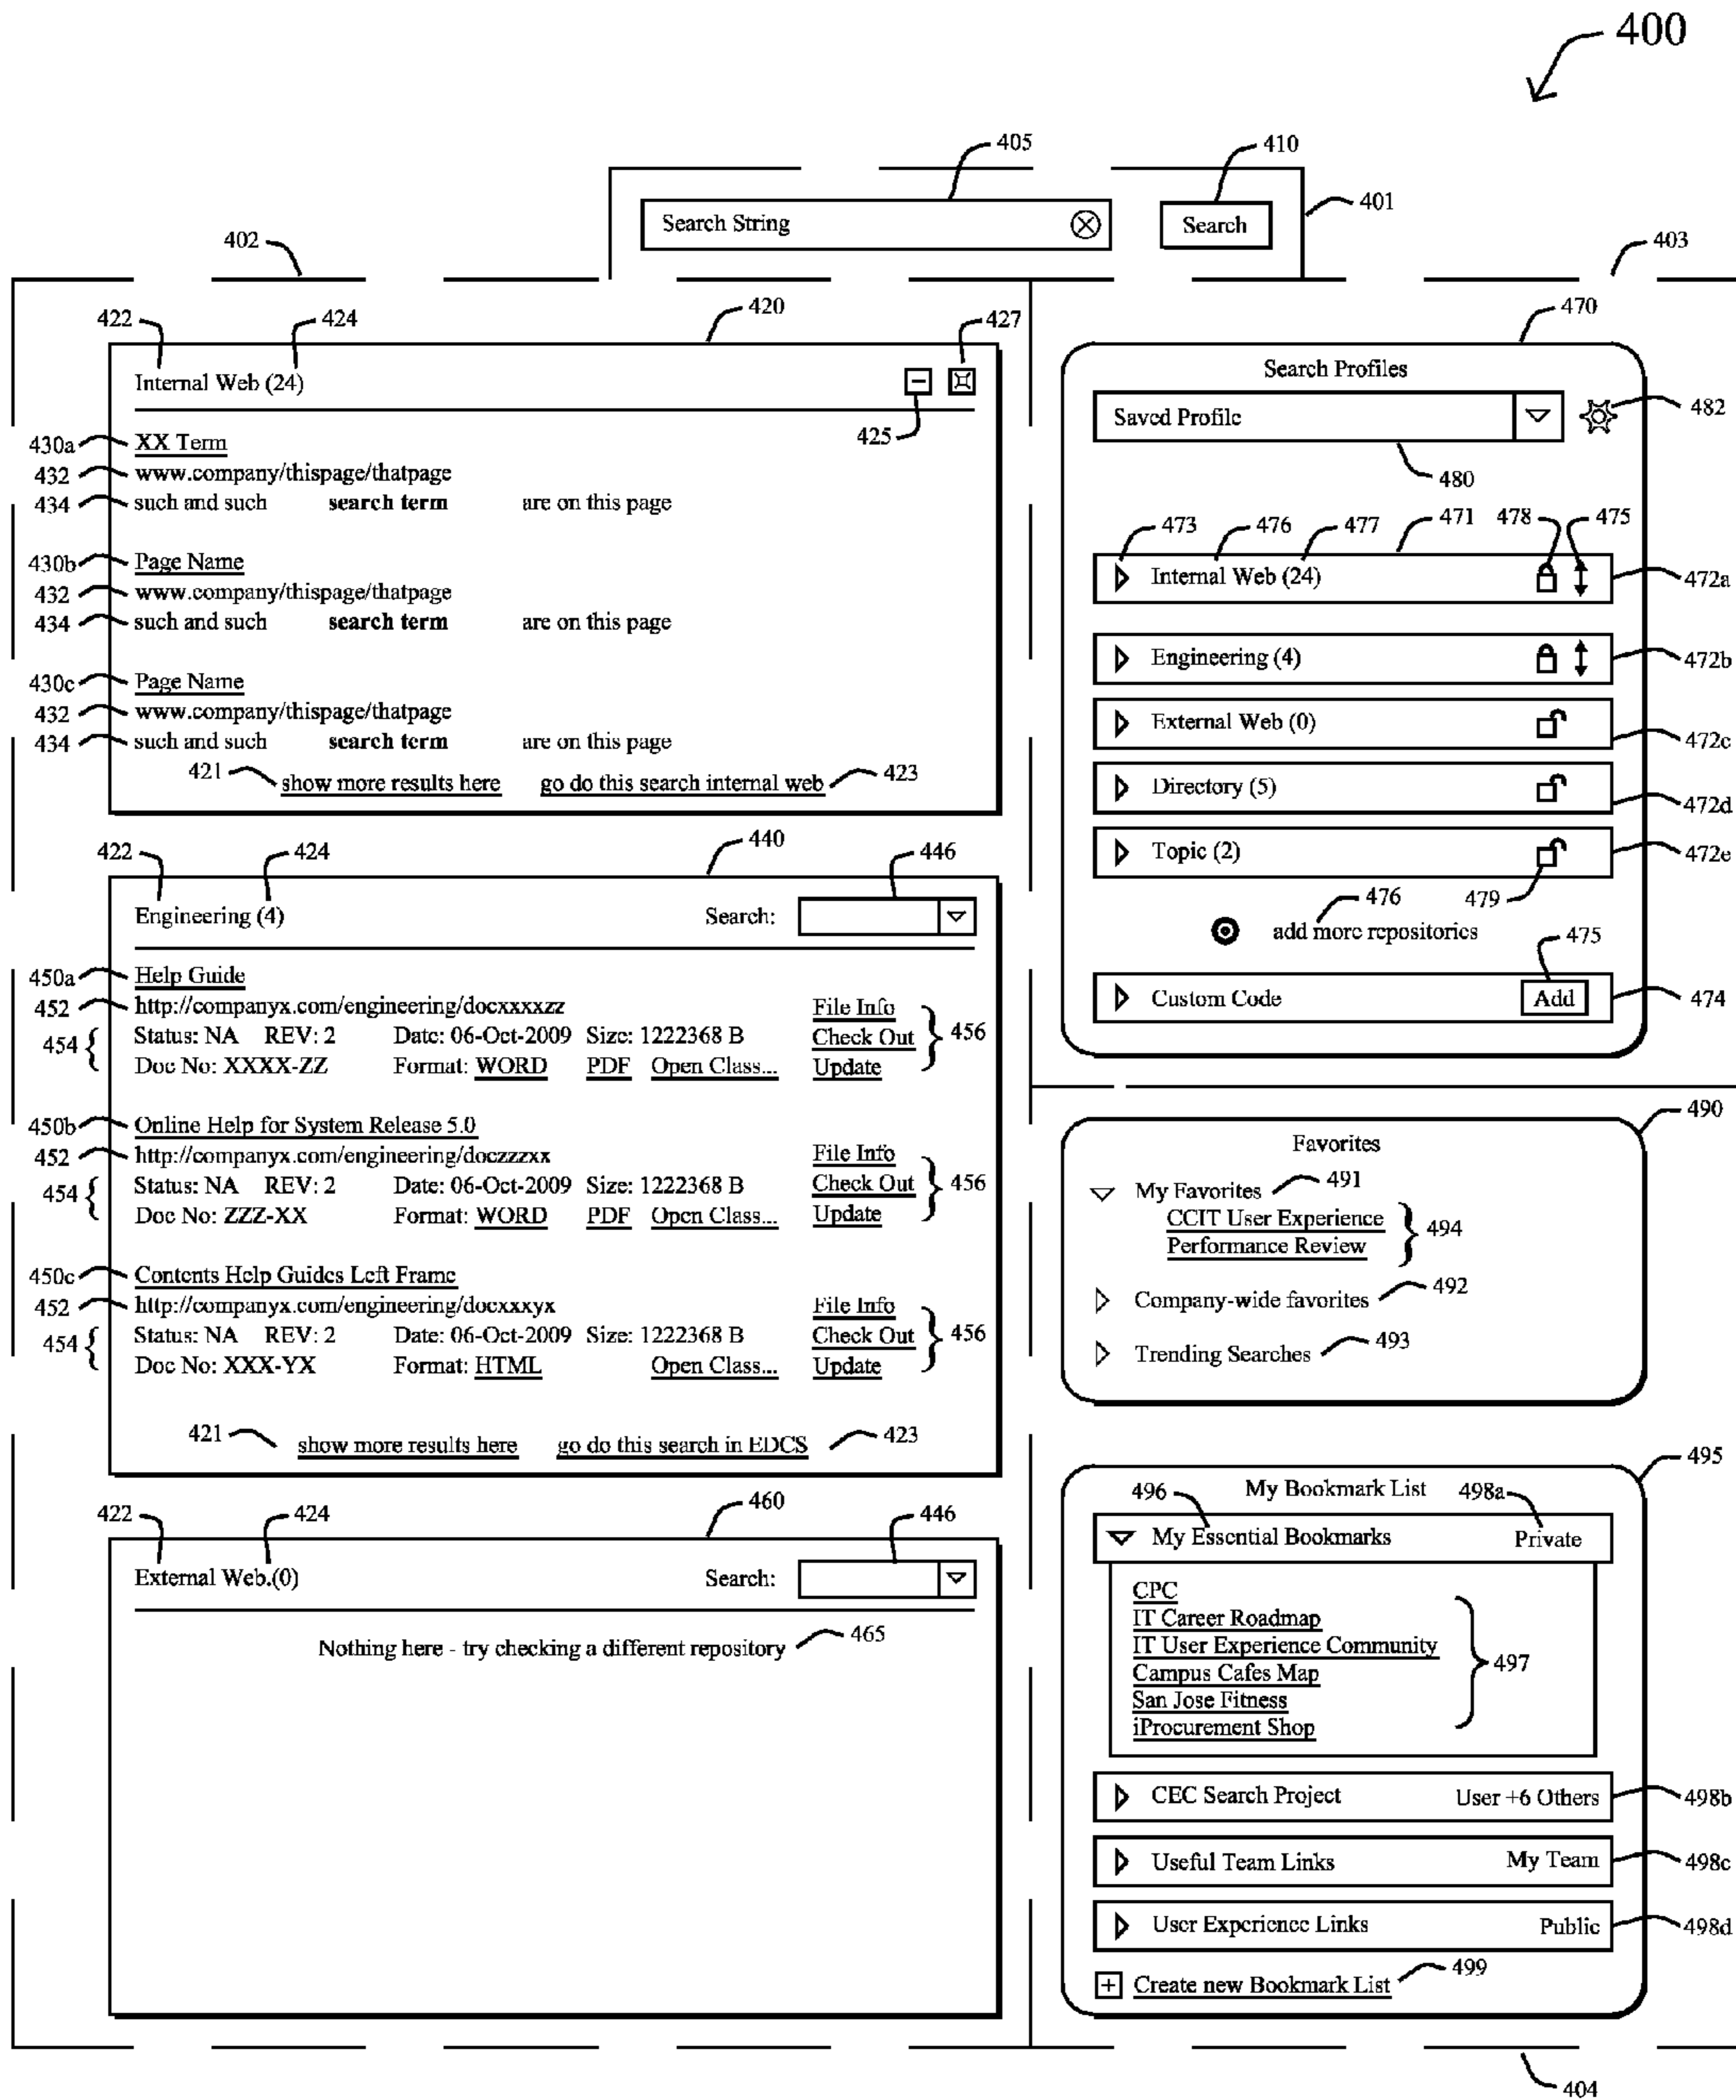 400
405
410
Search String
Search
401
402
403
422
424
420
427
Internal Web (24)
425
430a
XX Term
432
www.company/thispage/thatpage
434
such and such search term are on this page
430b
Page Name
432
www.company/thispage/thatpage
434
such and such search term are on this page
430c
Page Name
432
www.company/thispage/thatpage
434
such and such search term are on this page
421
show more results here
go do this search internal web
423
422
424
440
446
Engineering (4)
Search:
450a
Help Guide
452
http://companyx.com/engineering/docxxxxzz
File Info
454
Status: NA REV: 2 Date: 06-Oct-2009 Size: 1222368 B
Check Out
456
Doc No: XXXX-ZZ Format: WORD PDF Open Class...
Update
450b
Online Help for System Release 5.0
452
http://companyx.com/engineering/doczzzxx
File Info
454
Status: NA REV: 2 Date: 06-Oct-2009 Size: 1222368 B
Check Out
456
Doc No: ZZZ-XX Format: WORD PDF Open Class...
Update
450c
Contents Help Guides Left Frame
452
http://companyx.com/engineering/docxxxyx
File Info
454
Status: NA REV: 2 Date: 06-Oct-2009 Size: 1222368 B
Check Out
456
Doc No: XXX-YX Format: HTML Open Class...
Update
421
show more results here
go do this search in EDCS
423
422
424
460
446
External Web.(0)
Search:
Nothing here - try checking a different repository
465
470
Search Profiles
Saved Profile
482
480
473
476
477
471
478
475
Internal Web (24)
472a
Engineering (4)
472b
External Web (0)
472c
Directory (5)
472d
Topic (2)
472e
476
479
add more repositories
475
Custom Code
Add
474
490
Favorites
My Favorites
491
CCIT User Experience
Performance Review
494
Company-wide favorites
492
Trending Searches
493
495
My Bookmark List
496
498a
My Essential Bookmarks
Private
CPC
IT Career Roadmap
IT User Experience Community
Campus Cafes Map
San Jose Fitness
iProcurement Shop
497
CEC Search Project
User +6 Others
498b
Useful Team Links
My Team
498c
User Experience Links
Public
498d
Create new Bookmark List
499
404